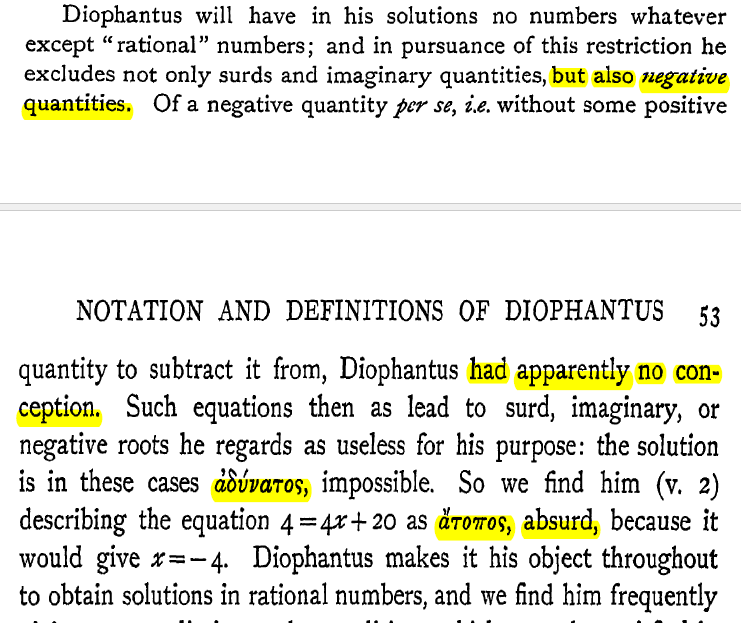 Diophantus will have in his solutions no numbers whatever
except “rational” numbers; and in pursuance of this restriction he
excludes not only surds and imaginary quantities, but also negative
quantities. Of a negative quantity per se, i.e. without some positive
NOTATION AND DEFINITIONS OF DIOPHANTUS 53
quantity to subtract it from, Diophantus had apparently no con-
ception. Such equations then as lead to surd, imaginary, or
negative roots he regards as useless for his purpose: the solution
is in these cases ἀδύνατος, impossible. So we find him (v. 2)
describing the equation 4=4x+20 as ἄτοπος, absurd, because it
would give x=−4. Diophantus makes it his object throughout
to obtain solutions in rational numbers, and we find him frequently